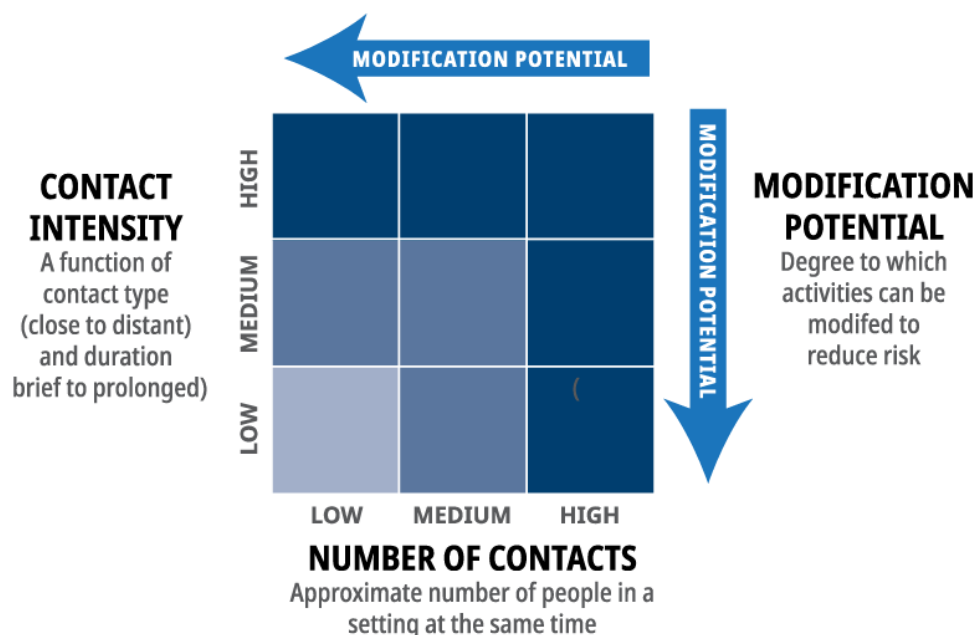 MODIFICATION POTENTIAL
CONTACT
INTENSITY
A function of
contact type
(close to distant)
and duration
brief to prolonged)
HIGH
MEDIUM
LOW
(
MODIFICATION POTENTIAL
MODIFICATION
POTENTIAL
Degree to which
activities can be
modifed to
reduce risk
LOW MEDIUM HIGH
NUMBER OF CONTACTS
Approximate number of people in a
setting at the same time